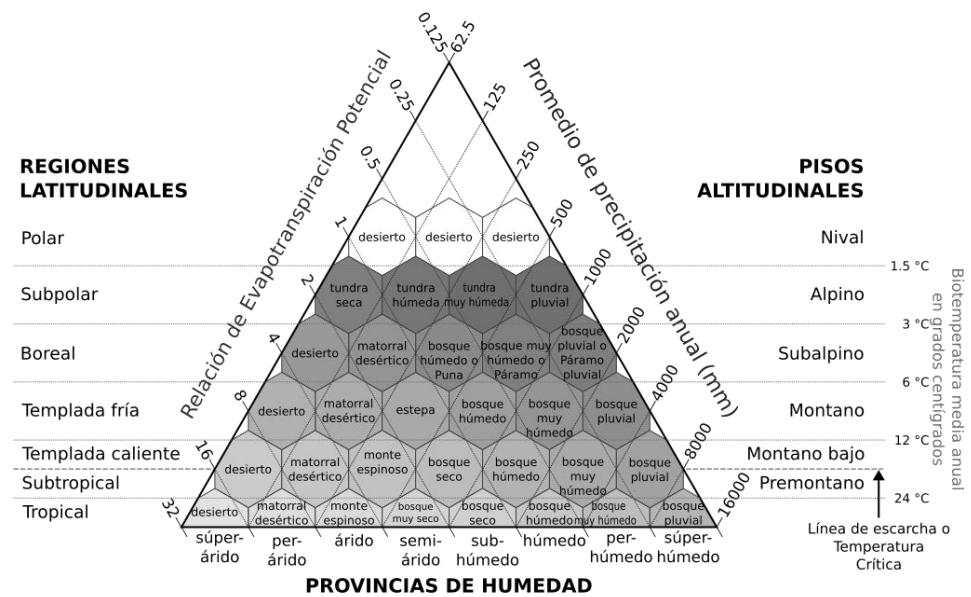 0.125
62.5
0.25
125
0.5
250
1
500
2
1000
4
2000
8
4000
16
8000
32
16000
Relación de Evapotranspiración Potencial
Promedio de precipitación anual (mm)
REGIONES
LATITUDINALES
PISOS
ALTITUDINALES
Polar
desierto
desierto
desierto
Nival
1.5 °C
Subpolar
tundra
seca
tundra
húmeda
tundra
muy húmeda
tundra
pluvial
Alpino
3 °C
Boreal
desierto
matorral
desértico
bosque
húmedo o
Puna
bosque muy
húmedo o
Páramo
bosque
pluvial o
Páramo
pluvial
Subalpino
6 °C
Templada fría
desierto
matorral
desértico
estepa
bosque
húmedo
bosque
muy
húmedo
bosque
pluvial
Montano
12 °C
Templada caliente
Subtropical
desierto
matorral
desértico
monte
espinoso
bosque
seco
bosque
húmedo
bosque
muy
húmedo
bosque
pluvial
Montano bajo
Premontano
24 °C
Tropical
desierto
matorral
desértico
monte
espinoso
bosque
muy seco
bosque
seco
bosque
húmedo
bosque
muy húmedo
bosque
pluvial
Biotemperatura media anual
en grados centígrados
Línea de escarcha o
Temperatura
Crítica
súper-
árido
per-
árido
árido
semi-
árido
sub-
húmedo
húmedo
per-
húmedo
súper-
húmedo
PROVINCIAS DE HUMEDAD